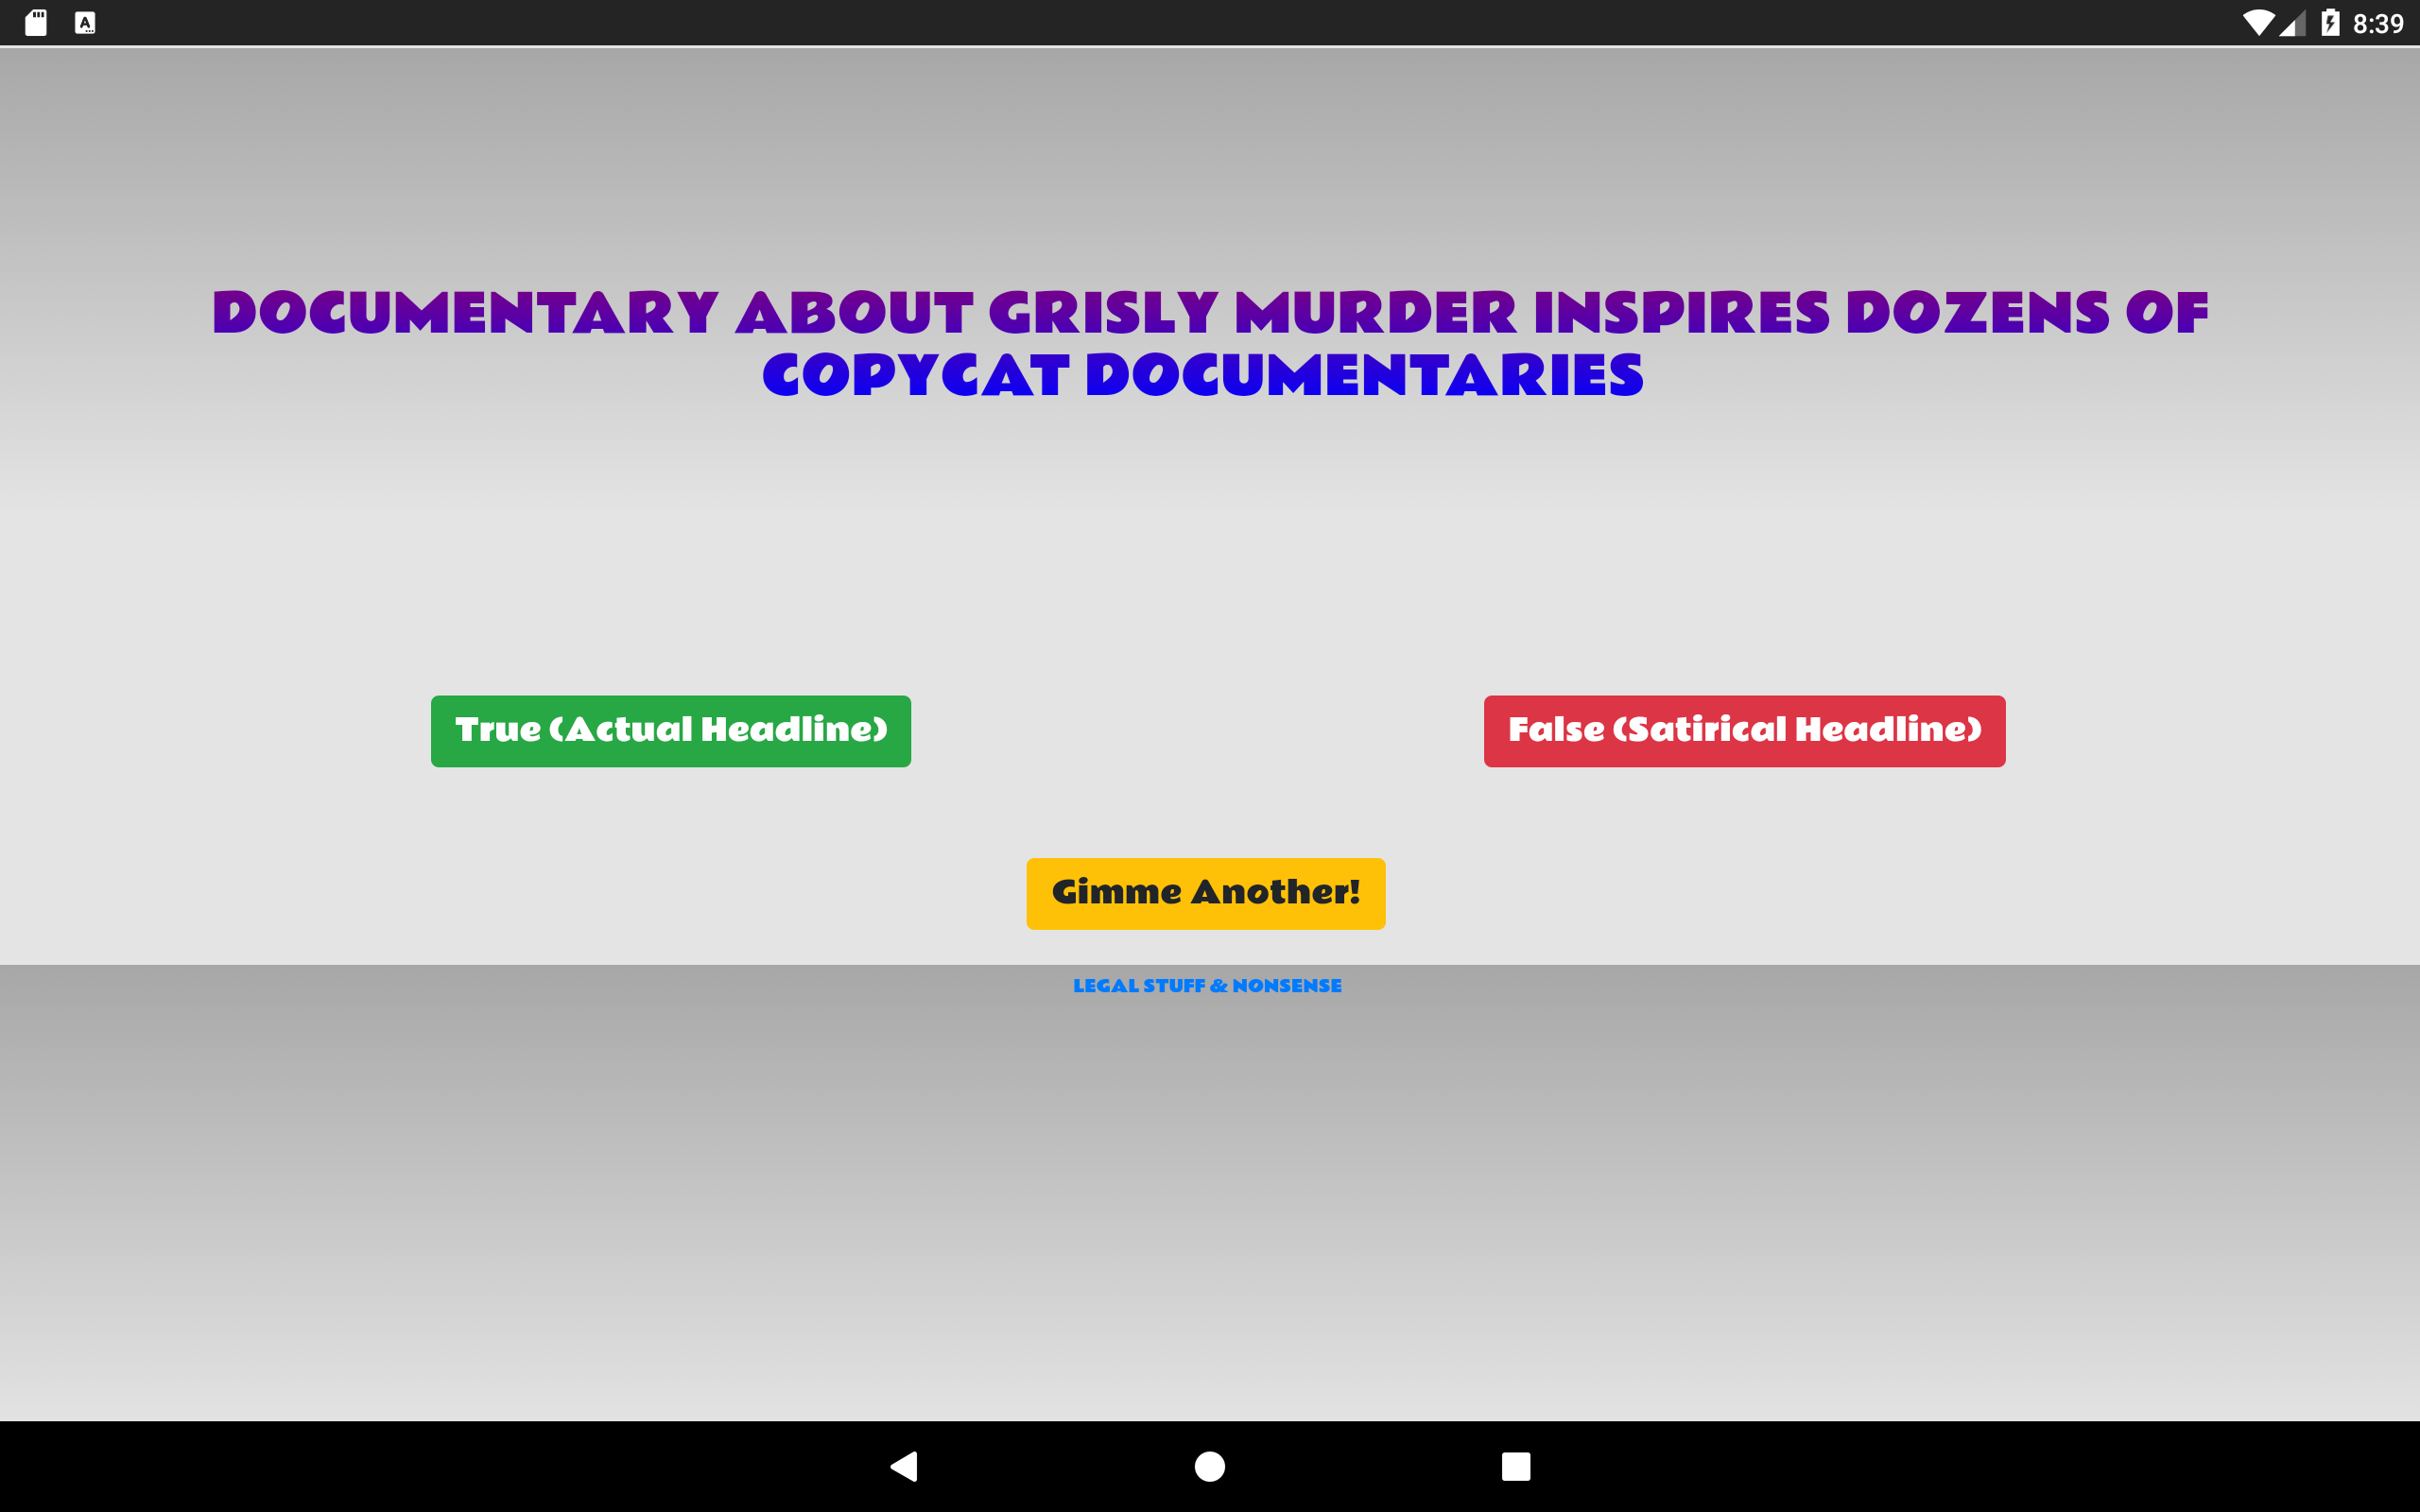 A
8:39
DOCUMENTARY ABOUT GRISLY MURDER INSPIRES DOZENS OF
COPYCAT DOCUMENTARIES
True (Actual Headline)
False (Satirical Headline)
Gimme Another!
LEGAL STUFF & NONSENSE